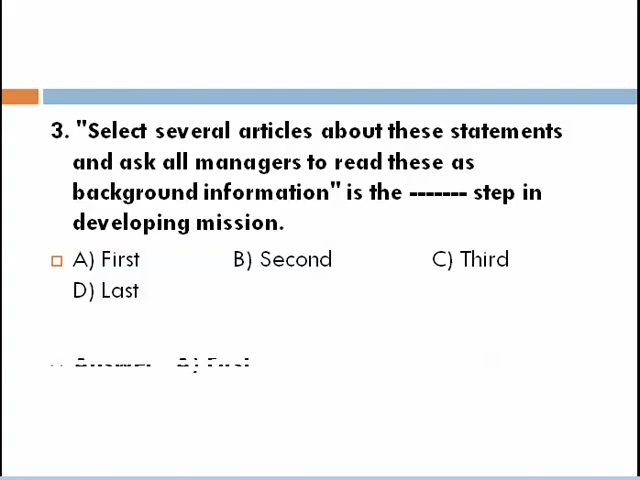 3. "Select several articles about these statements
and ask all managers to read these as
background information" is the ------- step in
developing mission.
A) First B) Second C) Third
D) Last